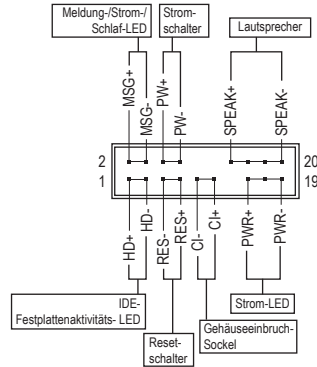 Meldung-/Strom-/
Schlaf-LED
Strom-
schalter
Lautsprecher
MSG+
MSG-
PW+
PW-
SPEAK+
SPEAK-
2
20
1
19
HD+
HD-
RES-
RES+
CI-
CI+
PWR+
PWR-
IDE-
Festplattenaktivitäts- LED
Reset-
schalter
Gehäuseeinbruch-
Sockel
Strom-LED